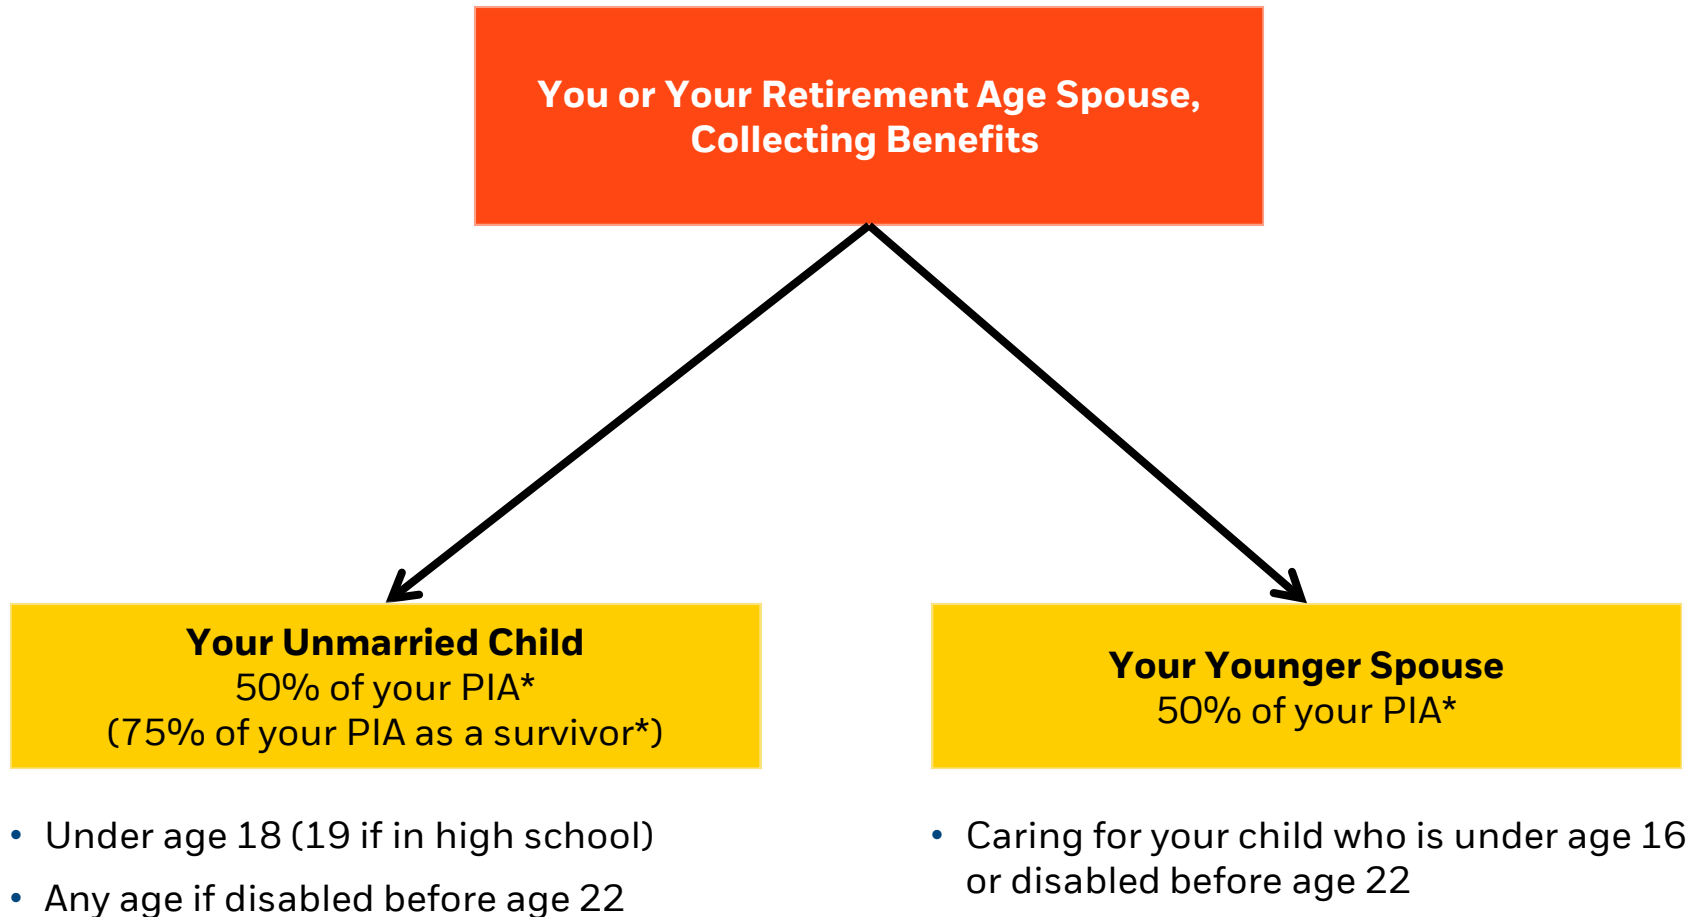 You or Your Retirement Age Spouse,
Collecting Benefits
Your Unmarried Child
50% of your PIA*
(75% of your PIA as a survivor*)
• Under age 18 (19 if in high school)
• Any age if disabled before age 22
Your Younger Spouse
50% of your PIA*
• Caring for your child who is under age 16
or disabled before age 22